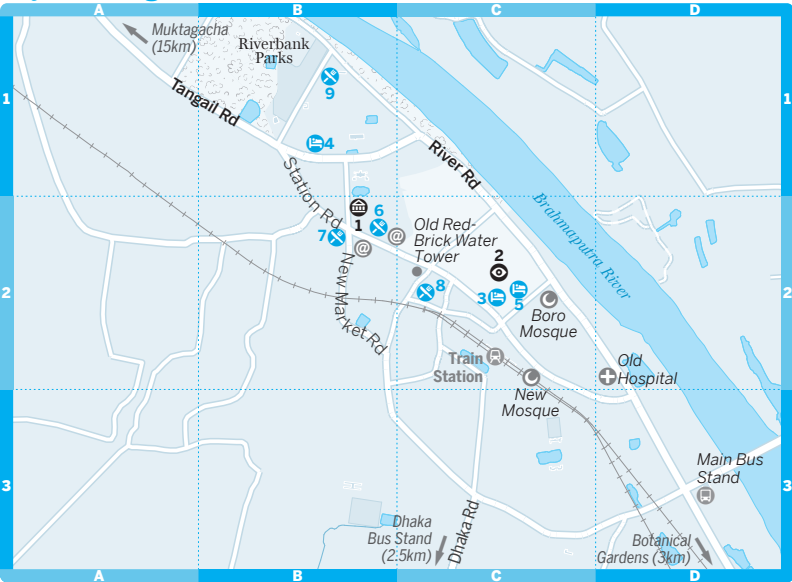 A
B
C
D
Muktagacha
(15km)
Riverbank
Parks
1
1
9
Tangail Rd
4
River Rd
Station Rd
6
1
7
@
@
Old Red-
Brick Water
Tower
2
Brahmaputra River
New Market Rd
2
2
8
3
5
Boro
Mosque
Train
Station
Old
Hospital
New
Mosque
Main Bus
Stand
3
3
Dhaka
Bus Stand
(2.5km)
Dhaka Rd
Botanical
Gardens (3km)
A
B
C
D